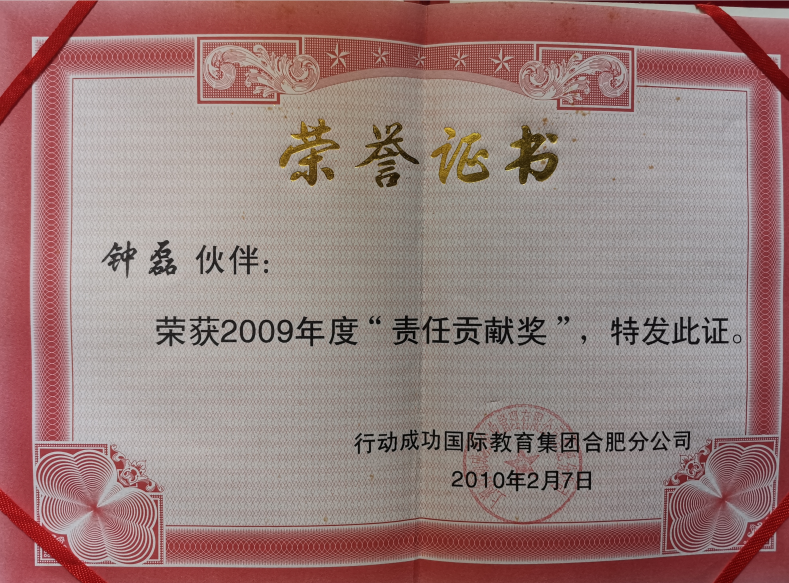 荣誉证书
钟磊 伙伴：
荣获2009年度“责任贡献奖”，特发此证。
行动成功国际教育集团合肥分公司
2010年2月7日